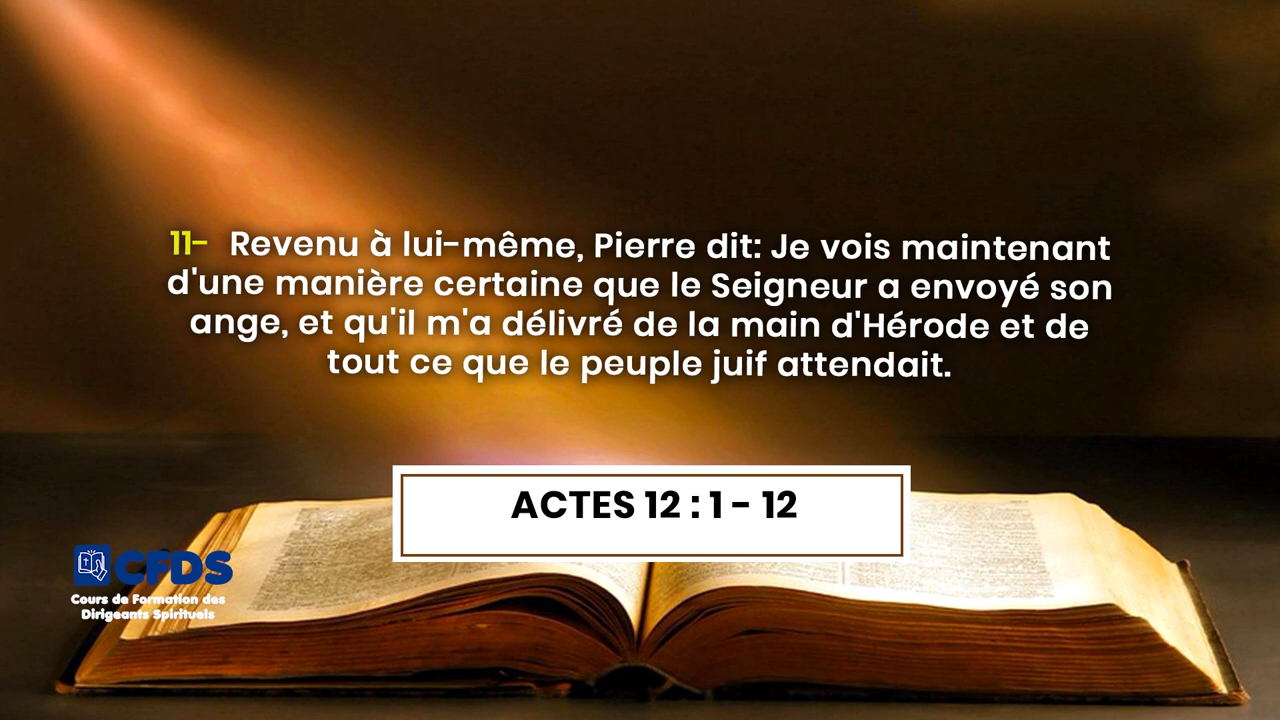 11- Revenu à lui-même, Pierre dit: Je vois maintenant
d'une manière certaine que le Seigneur a envoyé son
ange, et qu'il m'a délivré de la main d'Hérode et de
tout ce que le peuple juif attendait.
ACTES 12 : 1 - 12
CFDS
Cours de Formation des
Dirigeants Spirituels